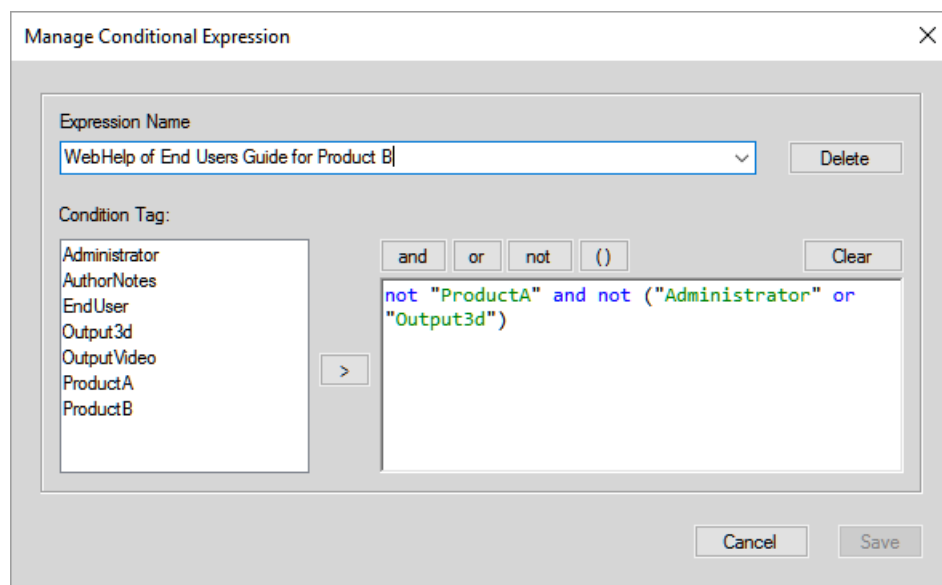 Manage Conditional Expression
Expression Name
WebHelp of End Users Guide for Product B
Delete
Condition Tag:
Administrator
AuthorNotes
EndUser
Output3d
OutputVideo
ProductA
ProductB
>
and or not () Clear
not "ProductA" and not ("Administrator" or
"Output3d")
Cancel Save